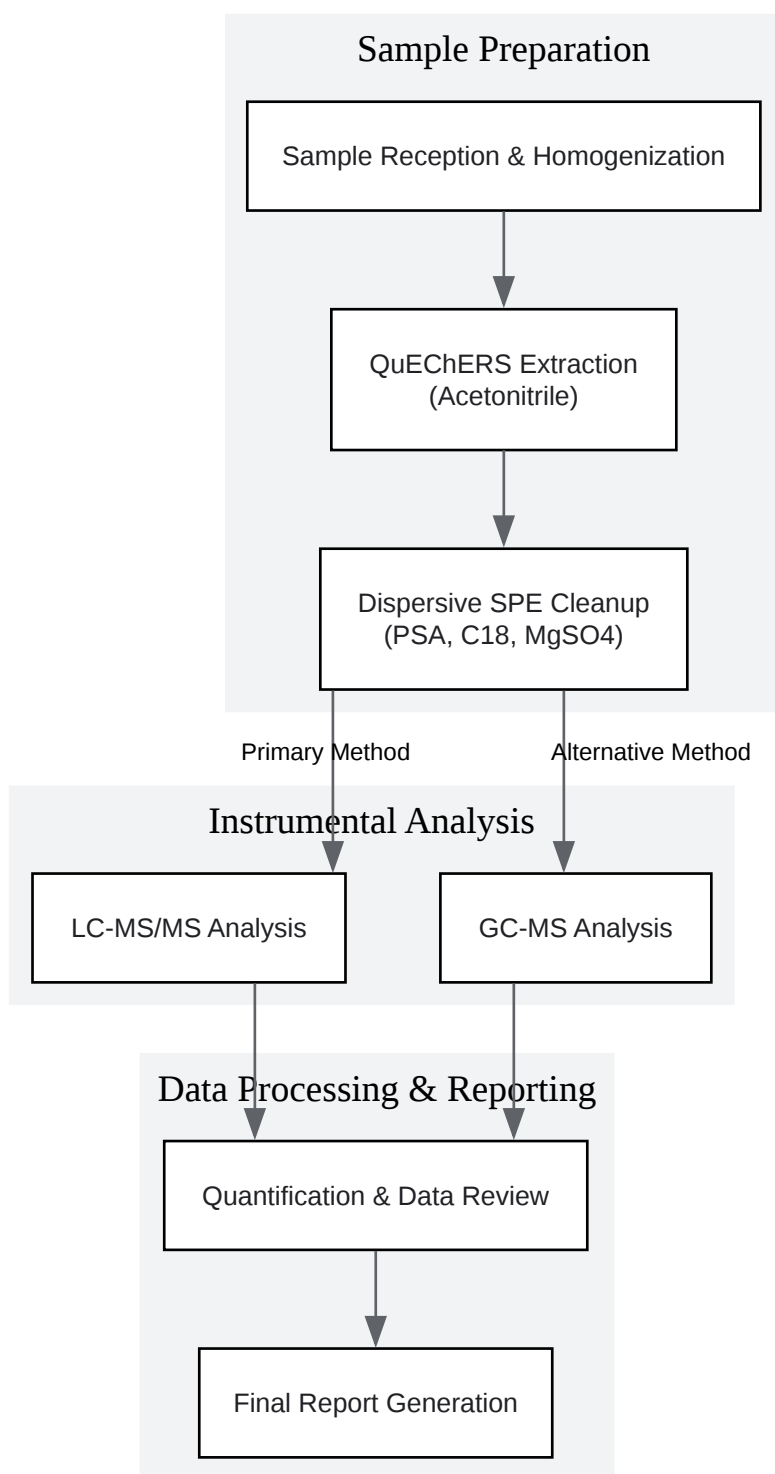 Sample Preparation
Sample Reception & Homogenization
QuEChERS Extraction
(Acetonitrile)
Dispersive SPE Cleanup
(PSA, C18, MgSO4)
Primary Method
Alternative Method
Instrumental Analysis
LC-MS/MS Analysis
GC-MS Analysis
Data Processing & Reporting
Quantification & Data Review
Final Report Generation